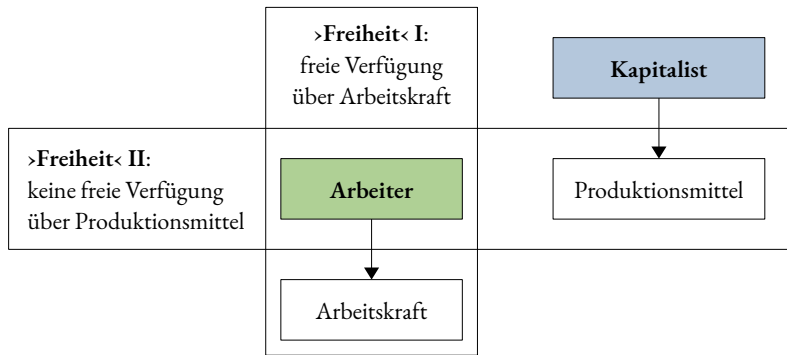 ›Freiheit‹ I:
freie Verfügung
über Arbeitskraft
Kapitalist
›Freiheit‹ II:
keine freie Verfügung
über Produktionsmittel
Arbeiter
Produktionsmittel
Arbeitskraft